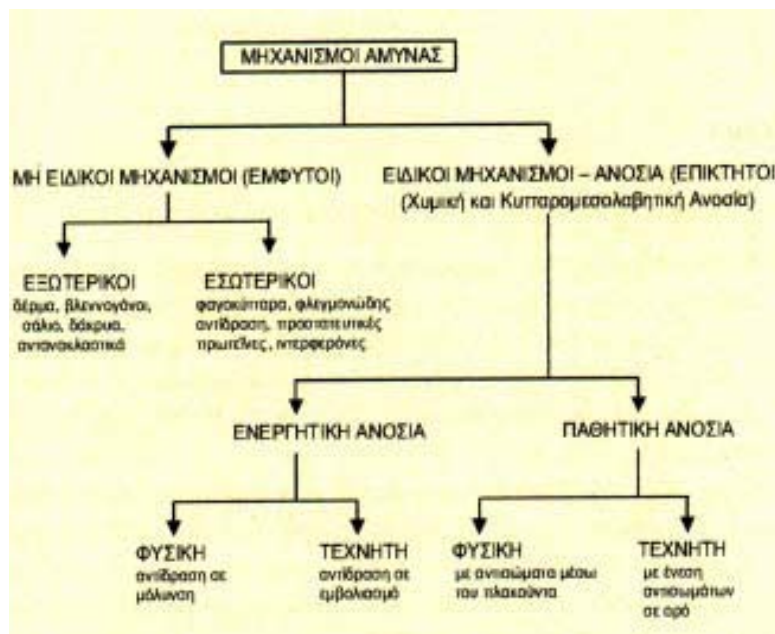 ΜΗΧΑΝΙΣΜΟΙ ΑΜΥΝΑΣ
ΜΗ ΕΙΔΙΚΟΙ ΜΗΧΑΝΙΣΜΟΙ (ΕΜΦΥΤΟΙ)
ΕΙΔΙΚΟΙ ΜΗΧΑΝΙΣΜΟΙ – ΑΝΟΣΙΑ (ΕΠΙΚΤΗΤΟΙ
(Χυμική και Κυτταρομεσολαβητική Ανοσία)
ΕΞΩΤΕΡΙΚΟΙ
δέρμα, βλεννογόνοι,
σάλιο, δάκρυα,
αντανακλαστικά
ΕΣΩΤΕΡΙΚΟΙ
φαγοκύτταρα, φλεγμονώδης
αντίδραση, προστατευτικές
πρωτεΐνες, ιντερφερόνες
ΕΝΕΡΓΗΤΙΚΗ ΑΝΟΣΙΑ
ΠΑΘΗΤΙΚΗ ΑΝΟΣΙΑ
ΦΥΣΙΚΗ
αντίδραση σε
μόλυνση
ΤΕΧΝΗΤΗ
αντίδραση σε
εμβολιασμό
ΦΥΣΙΚΗ
με αντισώματα μέσω
του πλακούντα
ΤΕΧΝΗΤΗ
με ένεση
αντισωμάτων
σε ορό